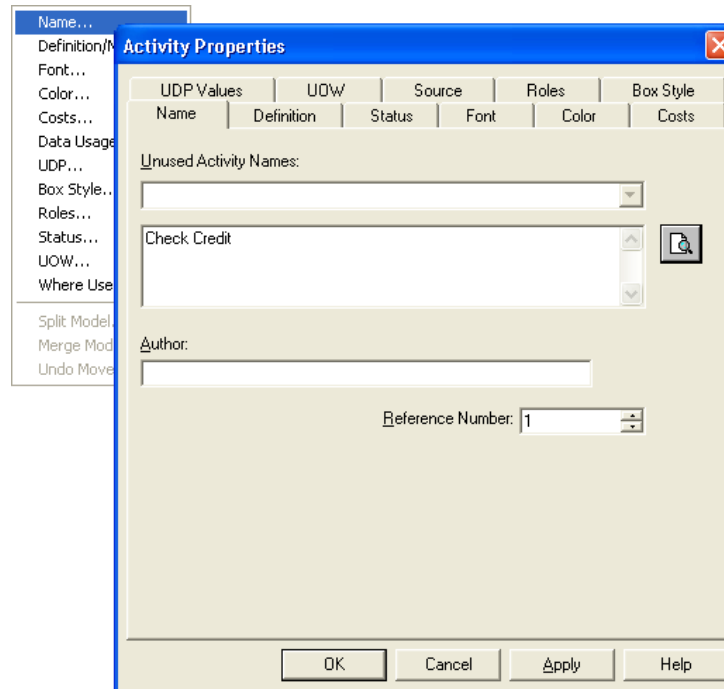 Name...
Definition/N
Font...
Color...
Costs...
Data Usage
UDP...
Box Style..
Roles...
Status...
UOW...
Where Use
Split Model.
Merge Mod
Undo Move
Activity Properties
UDP Values UOW Source Roles Box Style
Name Definition Status Font Color Costs
Unused Activity Names:
Check Credit
Author:
Reference Number: 1
OK Cancel Apply Help